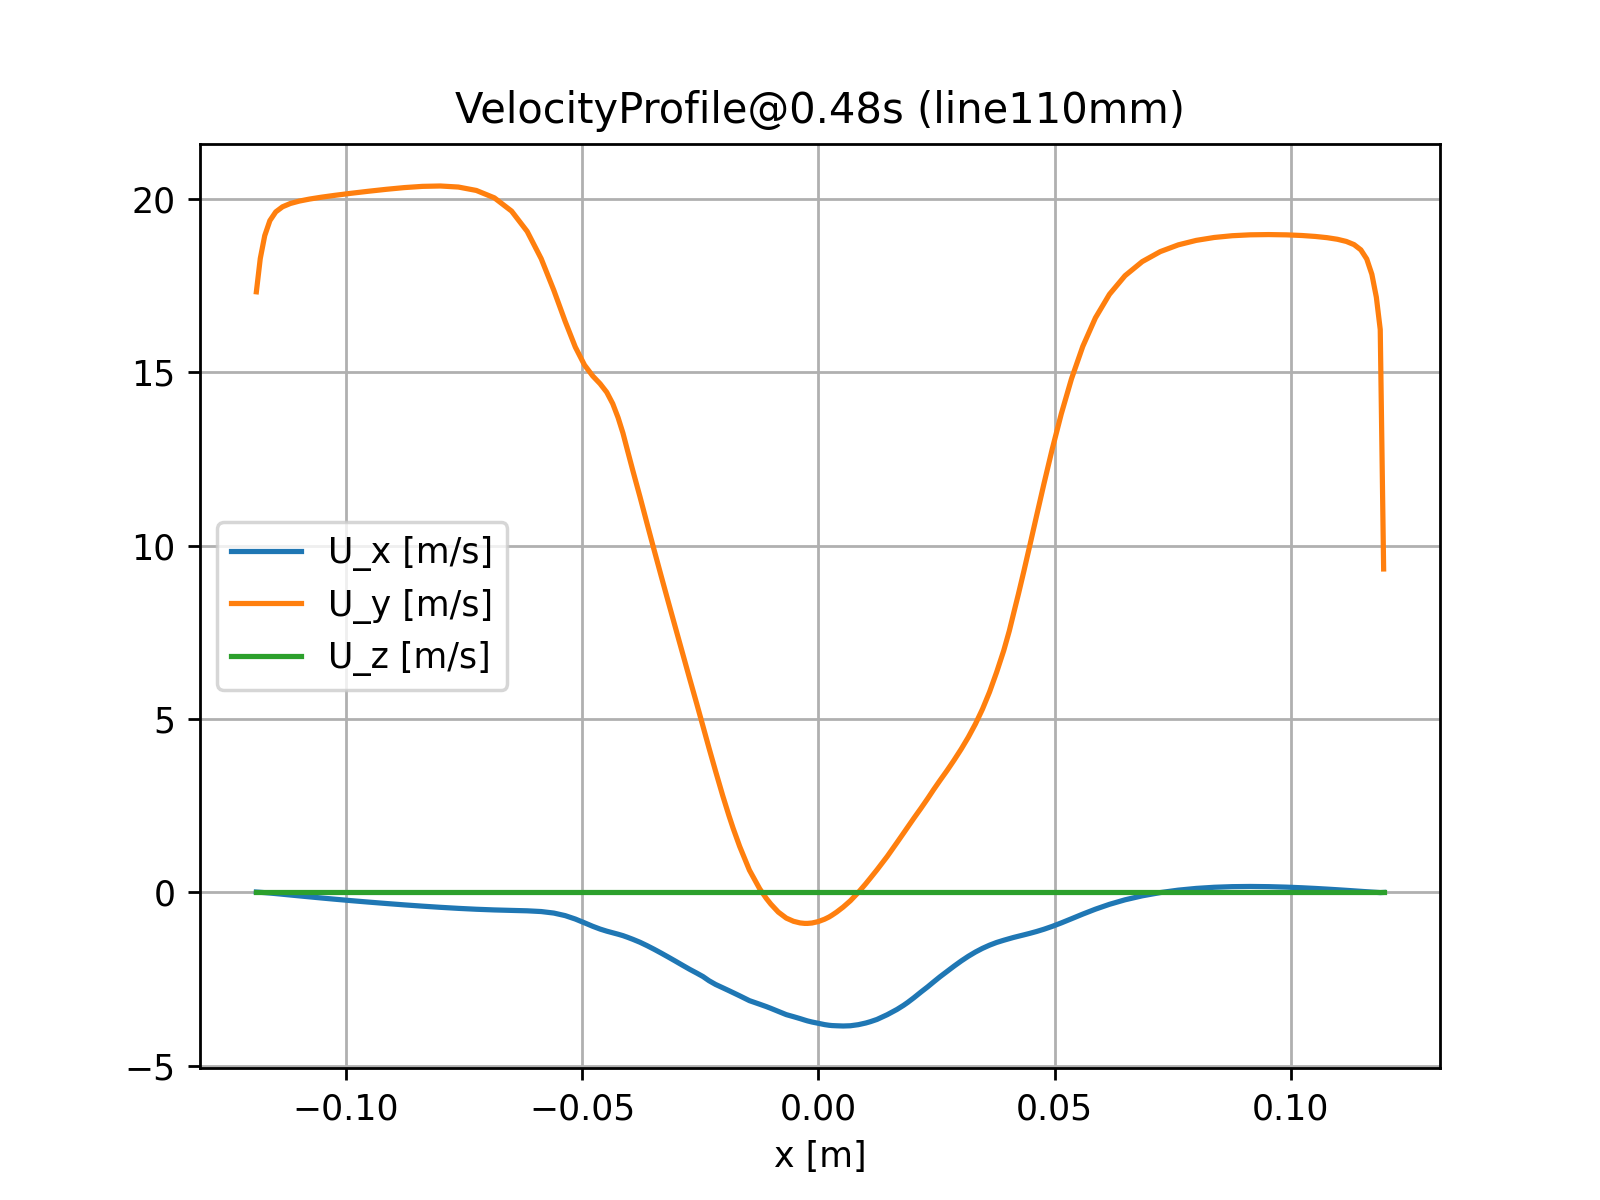 VelocityProfile@0.48s (line110mm)
20
15
10
5
0
−5
U_x [m/s]
U_y [m/s]
U_z [m/s]
−0.10 −0.05 0.00 0.05 0.10
x [m]